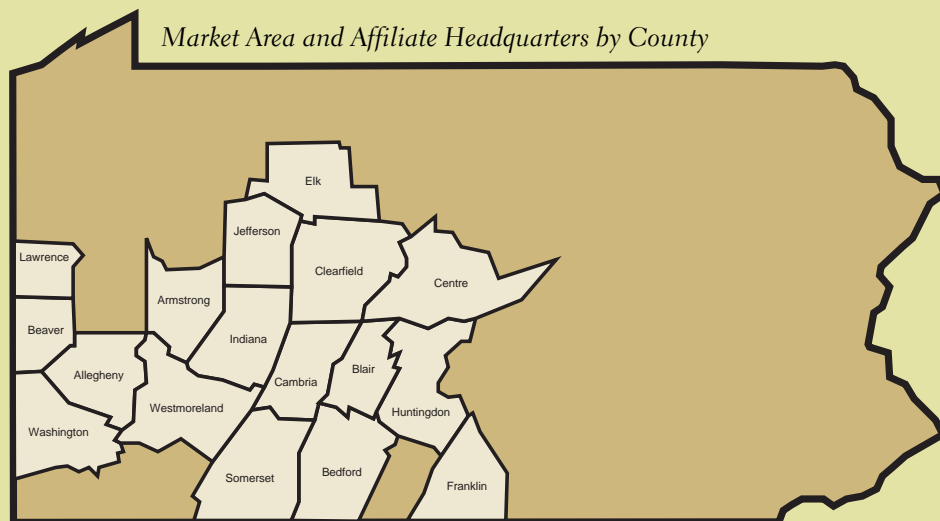 Market Area and Affiliate Headquarters by County
Elk
Jefferson
Lawrence
Clearfield
Centre
Armstrong
Beaver
Indiana
Allegheny
Blair
Cambria
Westmoreland
Huntingdon
Washington
Bedford
Somerset
Franklin